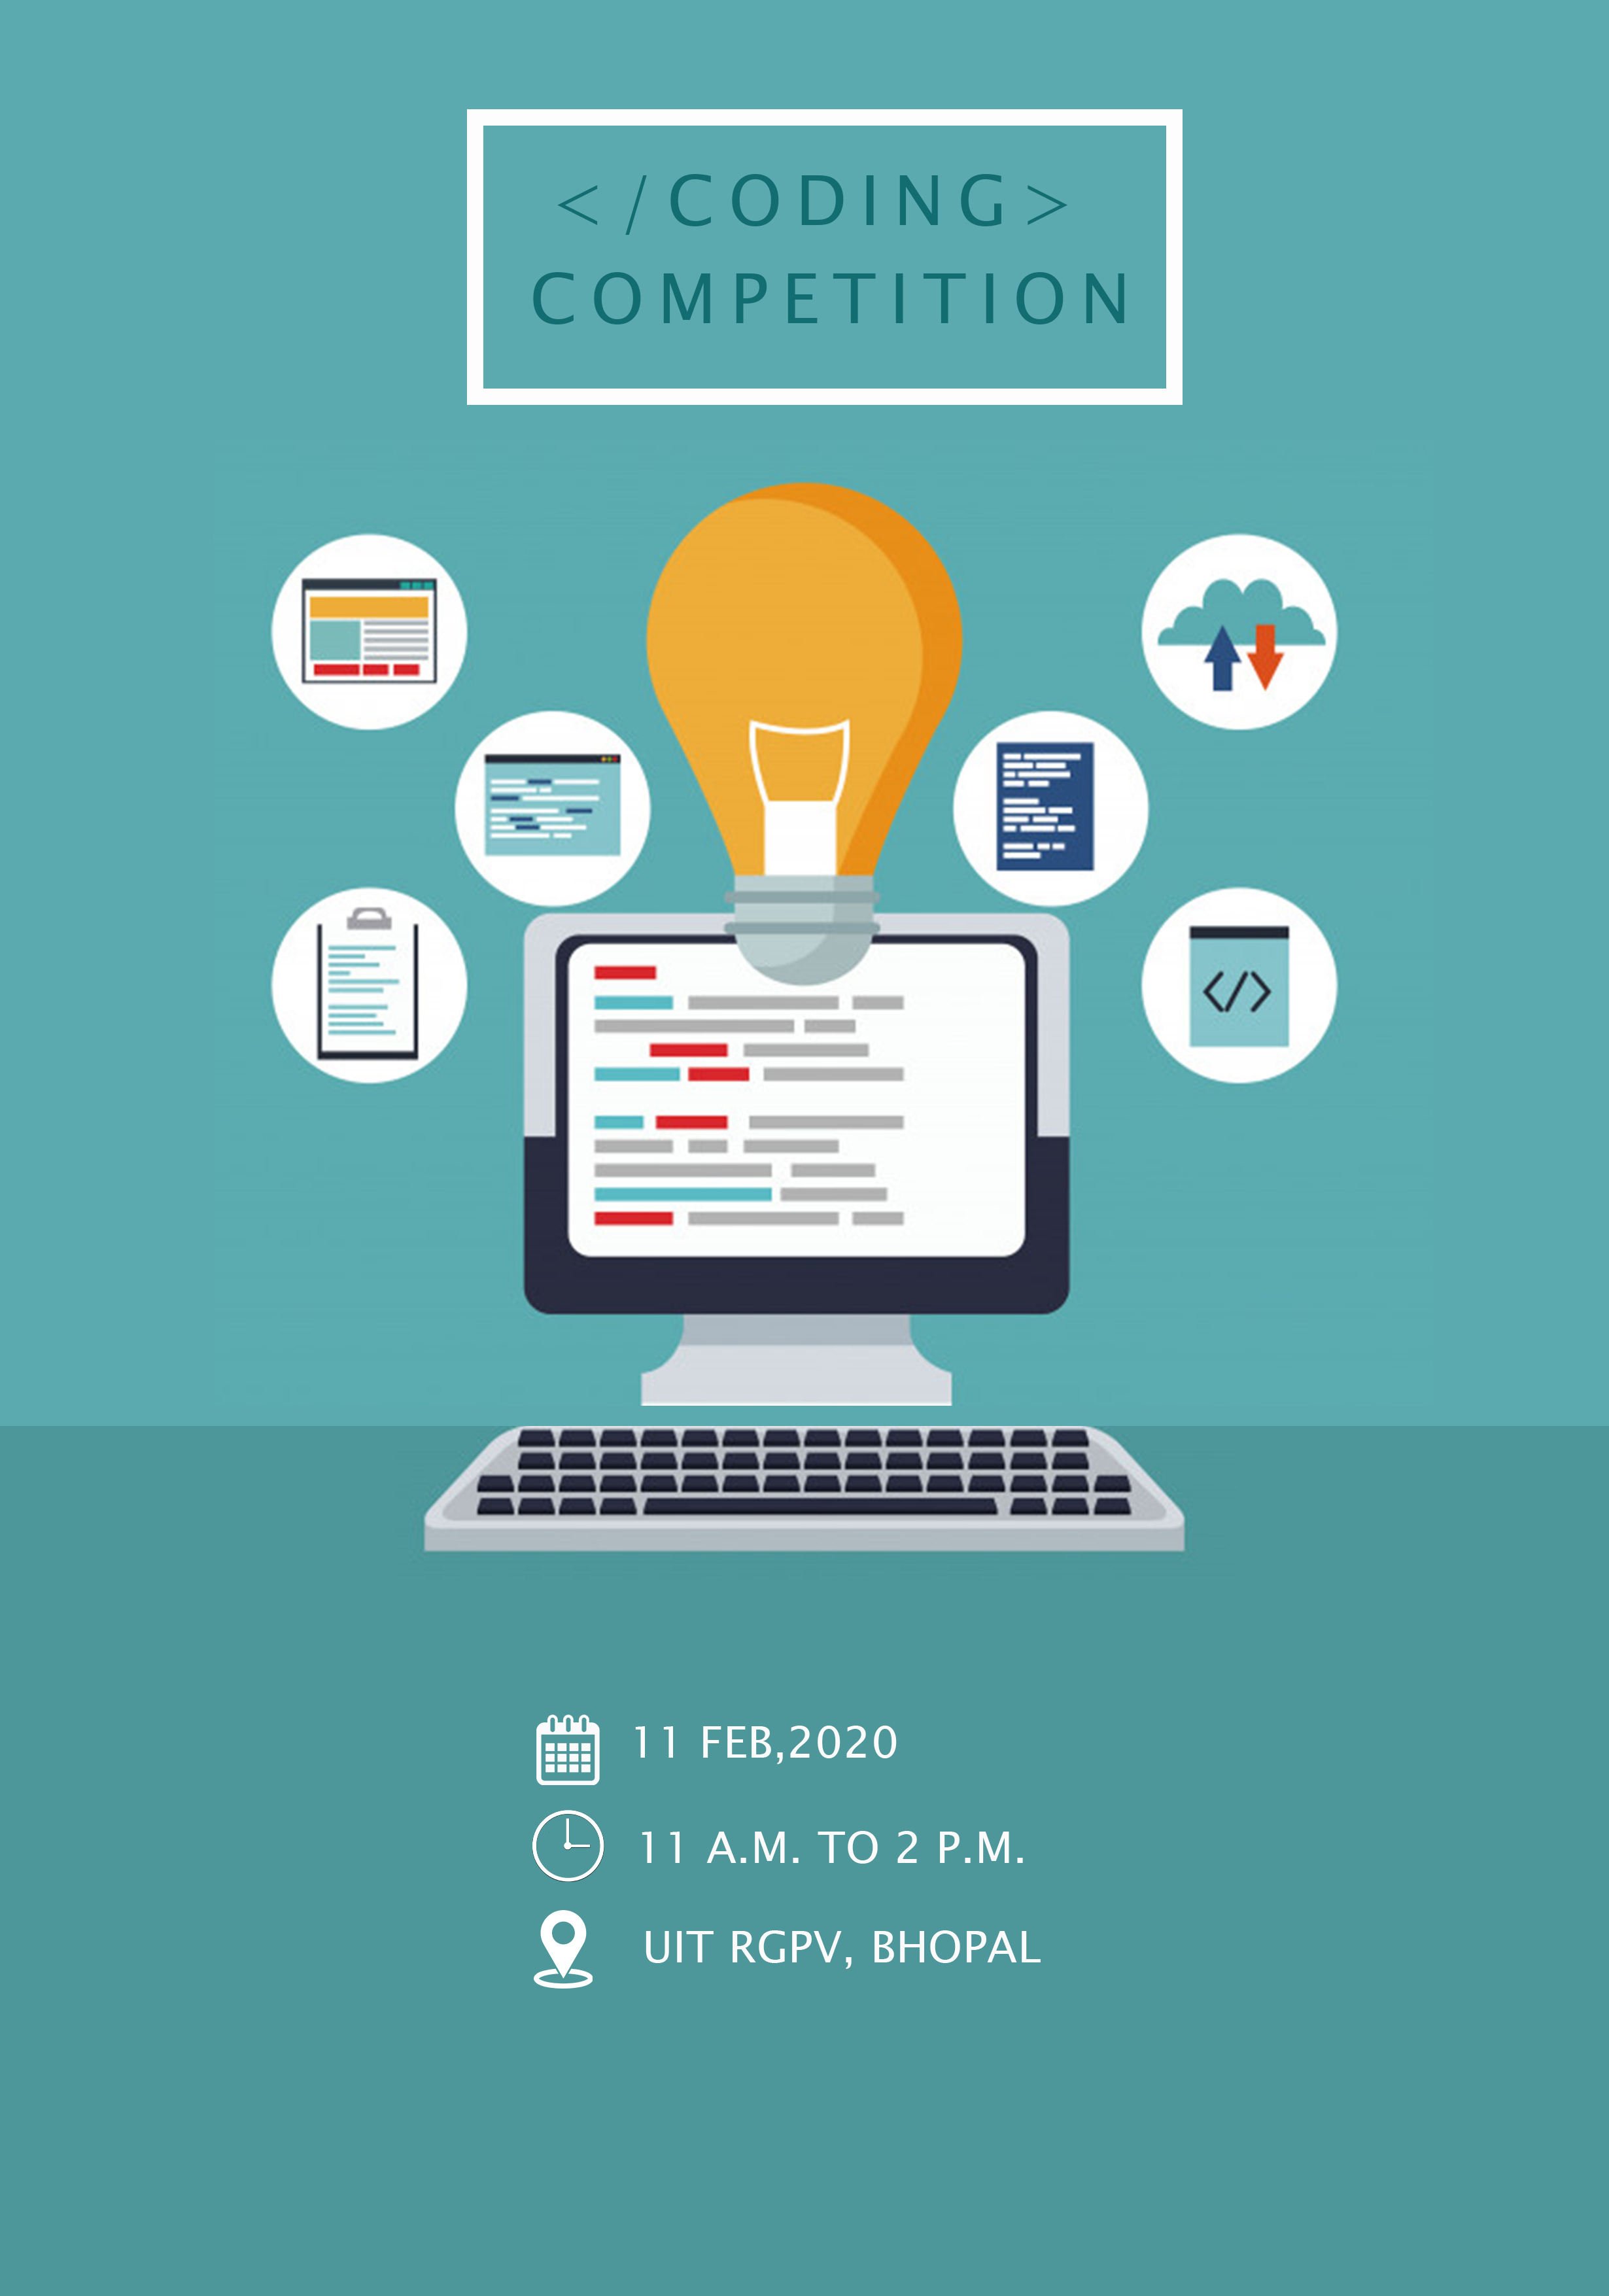 </CODING>
COMPETITION
</>
11 FEB,2020
11 A.M. TO 2 P.M.
UIT RGPV, BHOPAL